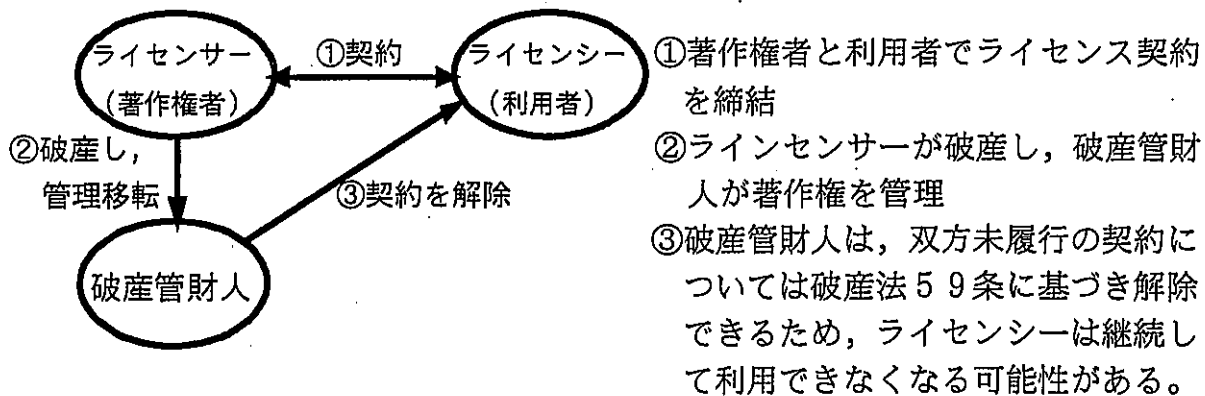 ライセンサー
（著作権者）
①契約
ライセンシー
（利用者）
②破産し，
管理移転
③契約を解除
破産管財人
①著作権者と利用者でライセンス契約
を締結
②ラインセンサーが破産し，破産管財
人が著作権を管理
③破産管財人は，双方未履行の契約に
ついては破産法５９条に基づき解除
できるため，ライセンシーは継続し
て利用できなくなる可能性がある。